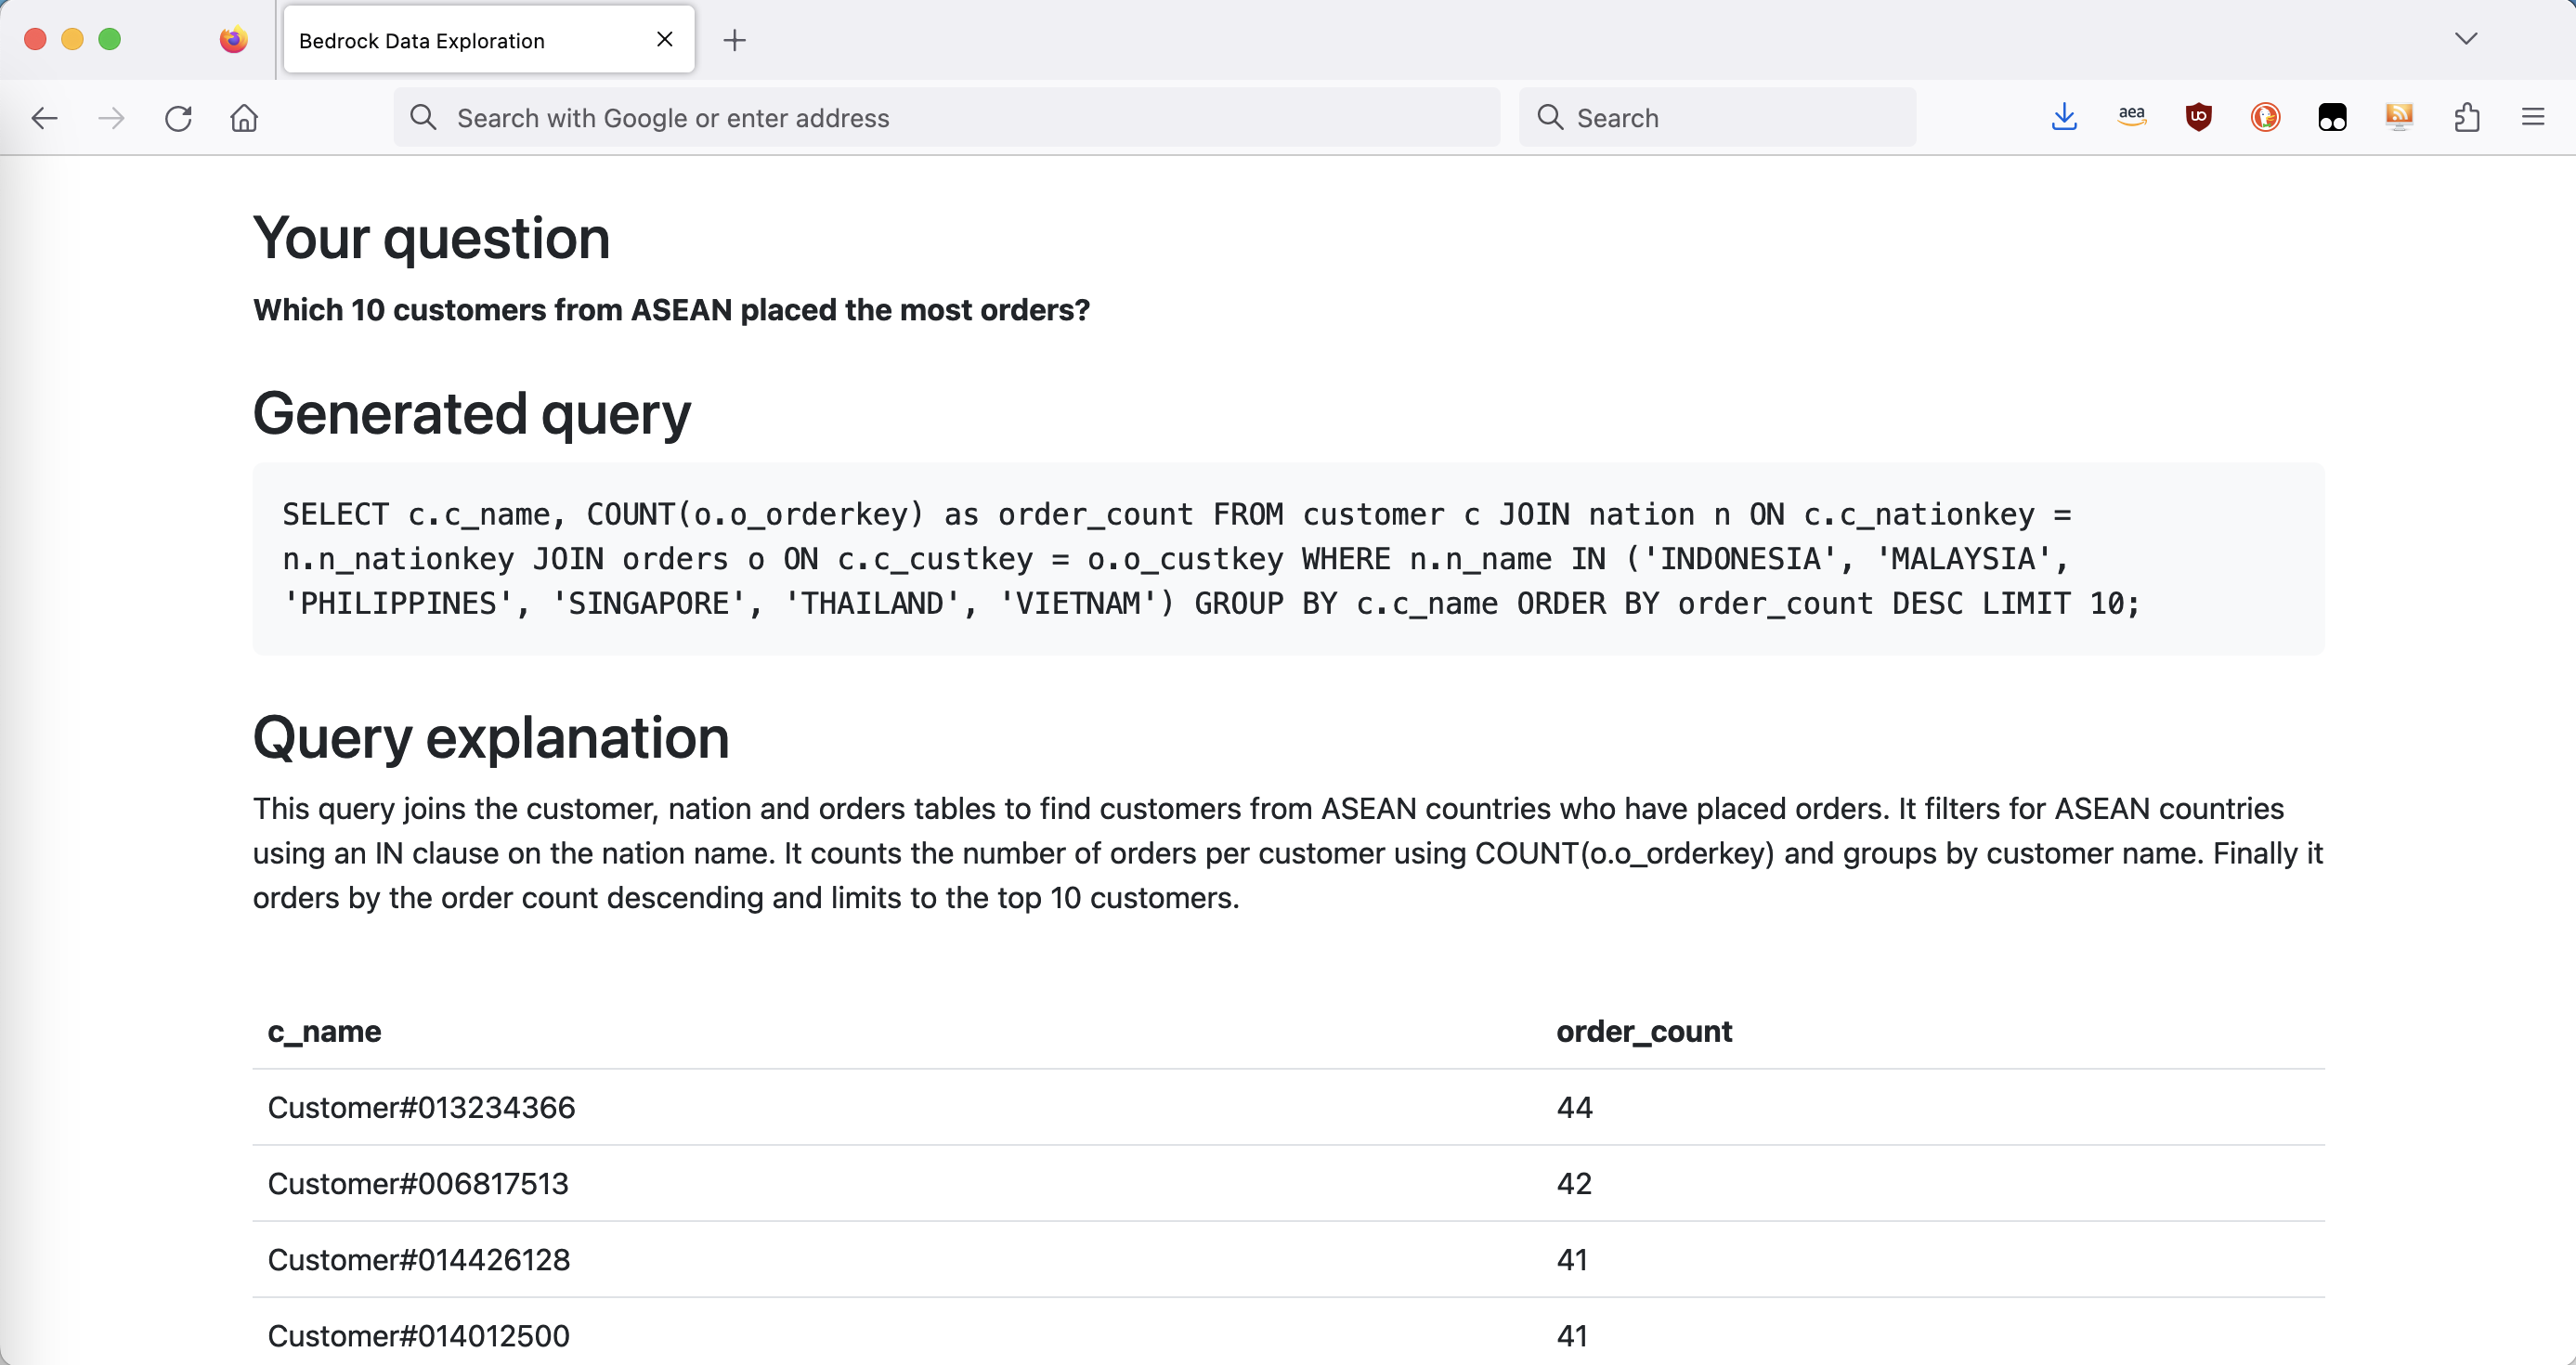 Bedrock Data Exploration
Search with Google or enter address
Search
aea
Your question
Which 10 customers from ASEAN placed the most orders?
Generated query
SELECT c.c_name, COUNT(o.o_orderkey) as order_count FROM customer c JOIN nation n ON c.c_nationkey =
n.n_nationkey JOIN orders o ON c.c_custkey = o.o_custkey WHERE n.n_name IN ('INDONESIA', 'MALAYSIA',
'PHILIPPINES', 'SINGAPORE', 'THAILAND', 'VIETNAM') GROUP BY c.c_name ORDER BY order_count DESC LIMIT 10;
Query explanation
This query joins the customer, nation and orders tables to find customers from ASEAN countries who have placed orders. It filters for ASEAN countries
using an IN clause on the nation name. It counts the number of orders per customer using COUNT(o.o_orderkey) and groups by customer name. Finally it
orders by the order count descending and limits to the top 10 customers.
c_name order_count
Customer#013234366 44
Customer#006817513 42
Customer#014426128 41
Customer#014012500 41